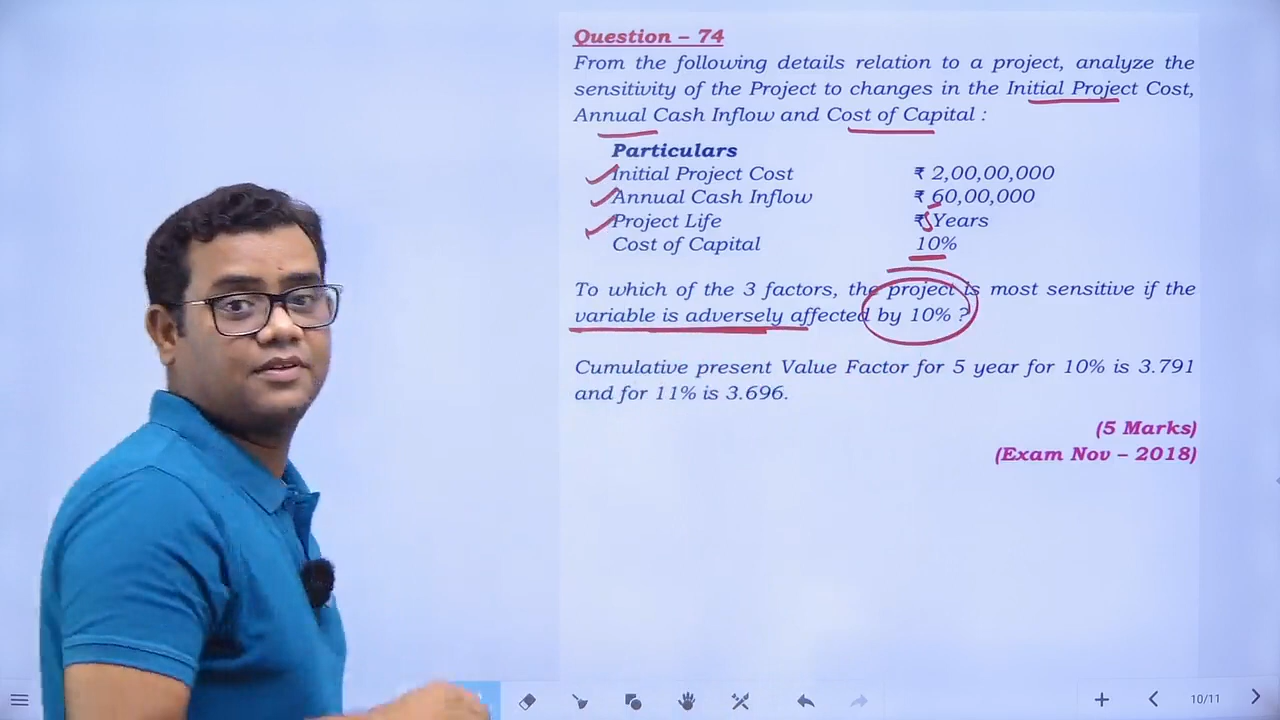 Question – 74
From the following details relation to a project, analyze the
sensitivity of the Project to changes in the Initial Project Cost,
Annual Cash Inflow and Cost of Capital :
Particulars
Initial Project Cost ₹ 2,00,00,000
Annual Cash Inflow ₹ 60,00,000
Project Life ₹ 5 Years
Cost of Capital 10%
To which of the 3 factors, the project is most sensitive if the
variable is adversely affected by 10% ?
Cumulative present Value Factor for 5 year for 10% is 3.791
and for 11% is 3.696.
(5 Marks)
(Exam Nov – 2018)
10/11